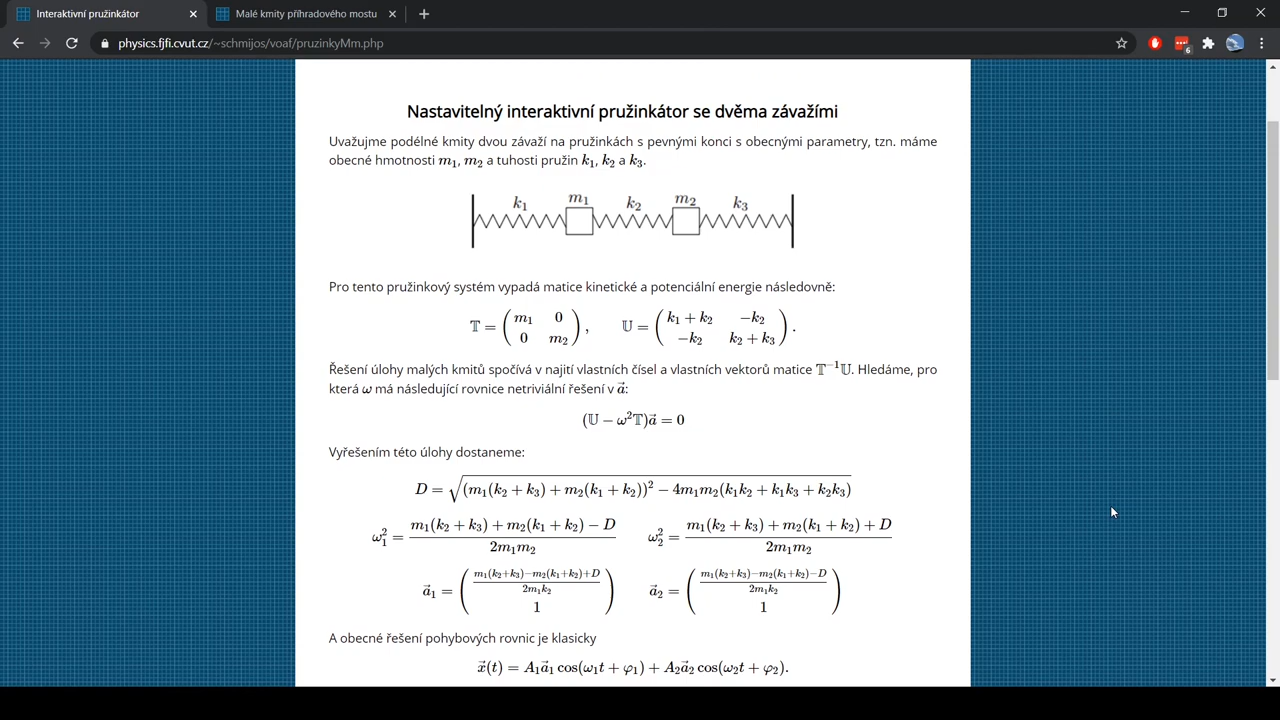 Interaktivní pružinkátor
Malé kmity příhradového mostu
physics.fjfi.cvut.cz/~schmijos/voaf/pruzinkyMm.php
6
Nastavitelný interaktivní pružinkátor se dvěma závažími
Uvažujme podélné kmity dvou závaží na pružinkách s pevnými konci s obecnými parametry, tzn. máme
obecné hmotnosti m₁, m₂ a tuhosti pružin k₁, k₂ a k₃.
k₁ m₁ k₂ m₂ k₃
Pro tento pružinkový systém vypadá matice kinetické a potenciální energie následovně:
𝕋 = (m₁ 0; 0 m₂), 𝕌 = (k₁ + k₂ −k₂; −k₂ k₂ + k₃).
Řešení úlohy malých kmitů spočívá v najití vlastních čísel a vlastních vektorů matice 𝕋⁻¹𝕌. Hledáme, pro
která ω má následující rovnice netriviální řešení v a⃗:
(𝕌 − ω²𝕋)a⃗ = 0
Vyřešením této úlohy dostaneme:
D = √((m₁(k₂ + k₃) + m₂(k₁ + k₂))² − 4m₁m₂(k₁k₂ + k₁k₃ + k₂k₃))
ω₁² = (m₁(k₂ + k₃) + m₂(k₁ + k₂) − D)/(2m₁m₂) ω₂² = (m₁(k₂ + k₃) + m₂(k₁ + k₂) + D)/(2m₁m₂)
a⃗₁ = ((m₁(k₂+k₃)−m₂(k₁+k₂)+D)/(2m₁k₂); 1) a⃗₂ = ((m₁(k₂+k₃)−m₂(k₁+k₂)−D)/(2m₁k₂); 1)
A obecné řešení pohybových rovnic je klasicky
x⃗(t) = A₁a⃗₁ cos(ω₁t + φ₁) + A₂a⃗₂ cos(ω₂t + φ₂).